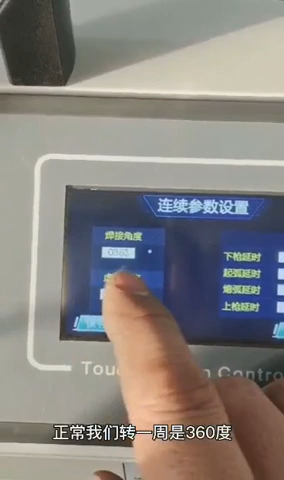 连续参数设置
焊接角度
下枪延时
起弧延时
熄弧延时
上枪延时
Tou
Contro
正常我们转一周是360度